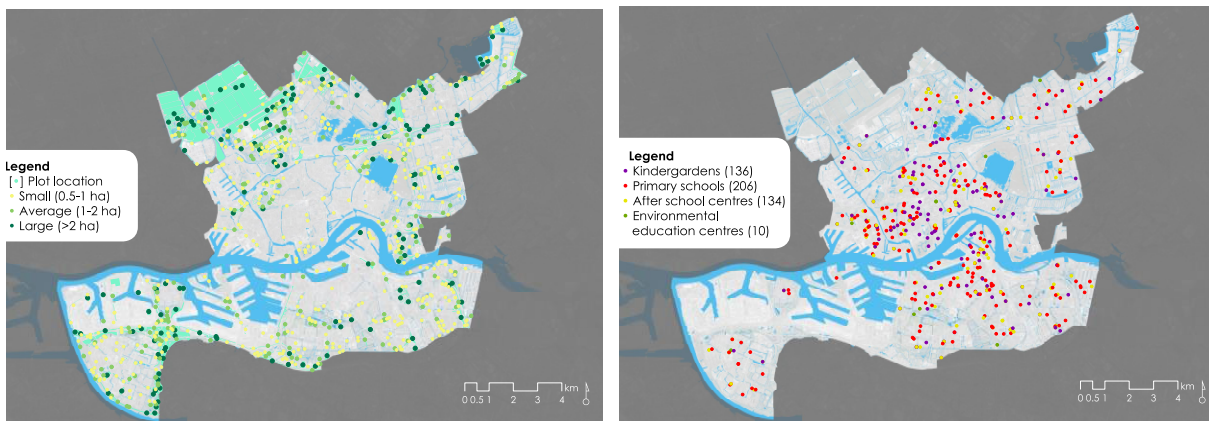 Legend
[•] Plot location
Small (0.5-1 ha)
Average (1-2 ha)
Large (>2 ha)
km
0 0.5 1 2 3 4
Legend
Kindergardens (136)
Primary schools (206)
After school centres (134)
Environmental
education centres (10)
km
0 0.5 1 2 3 4